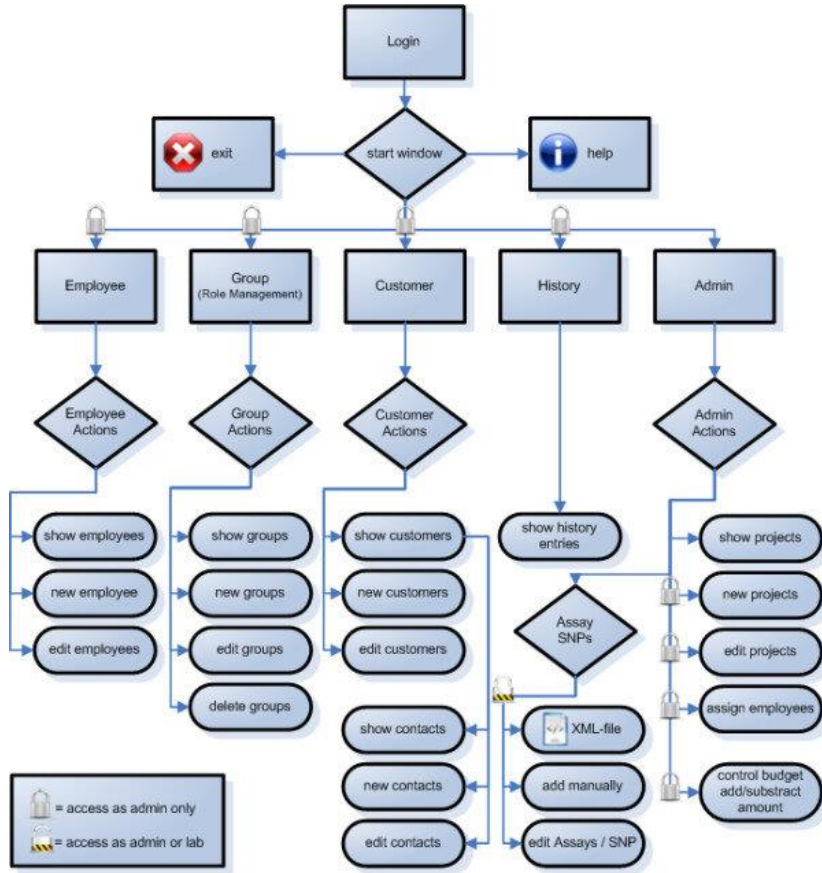 Login
exit
start window
help
Employee
Group
(Role Management)
Customer
History
Admin
Employee
Actions
Group
Actions
Customer
Actions
Admin
Actions
show employees
new employee
edit employees
show groups
new groups
edit groups
delete groups
show customers
new customers
edit customers
show history
entries
Assay
SNPs
show projects
new projects
edit projects
assign employees
control budget
add/substract
amount
show contacts
new contacts
edit contacts
XML-file
add manually
edit Assays / SNP
= access as admin only
= access as admin or lab